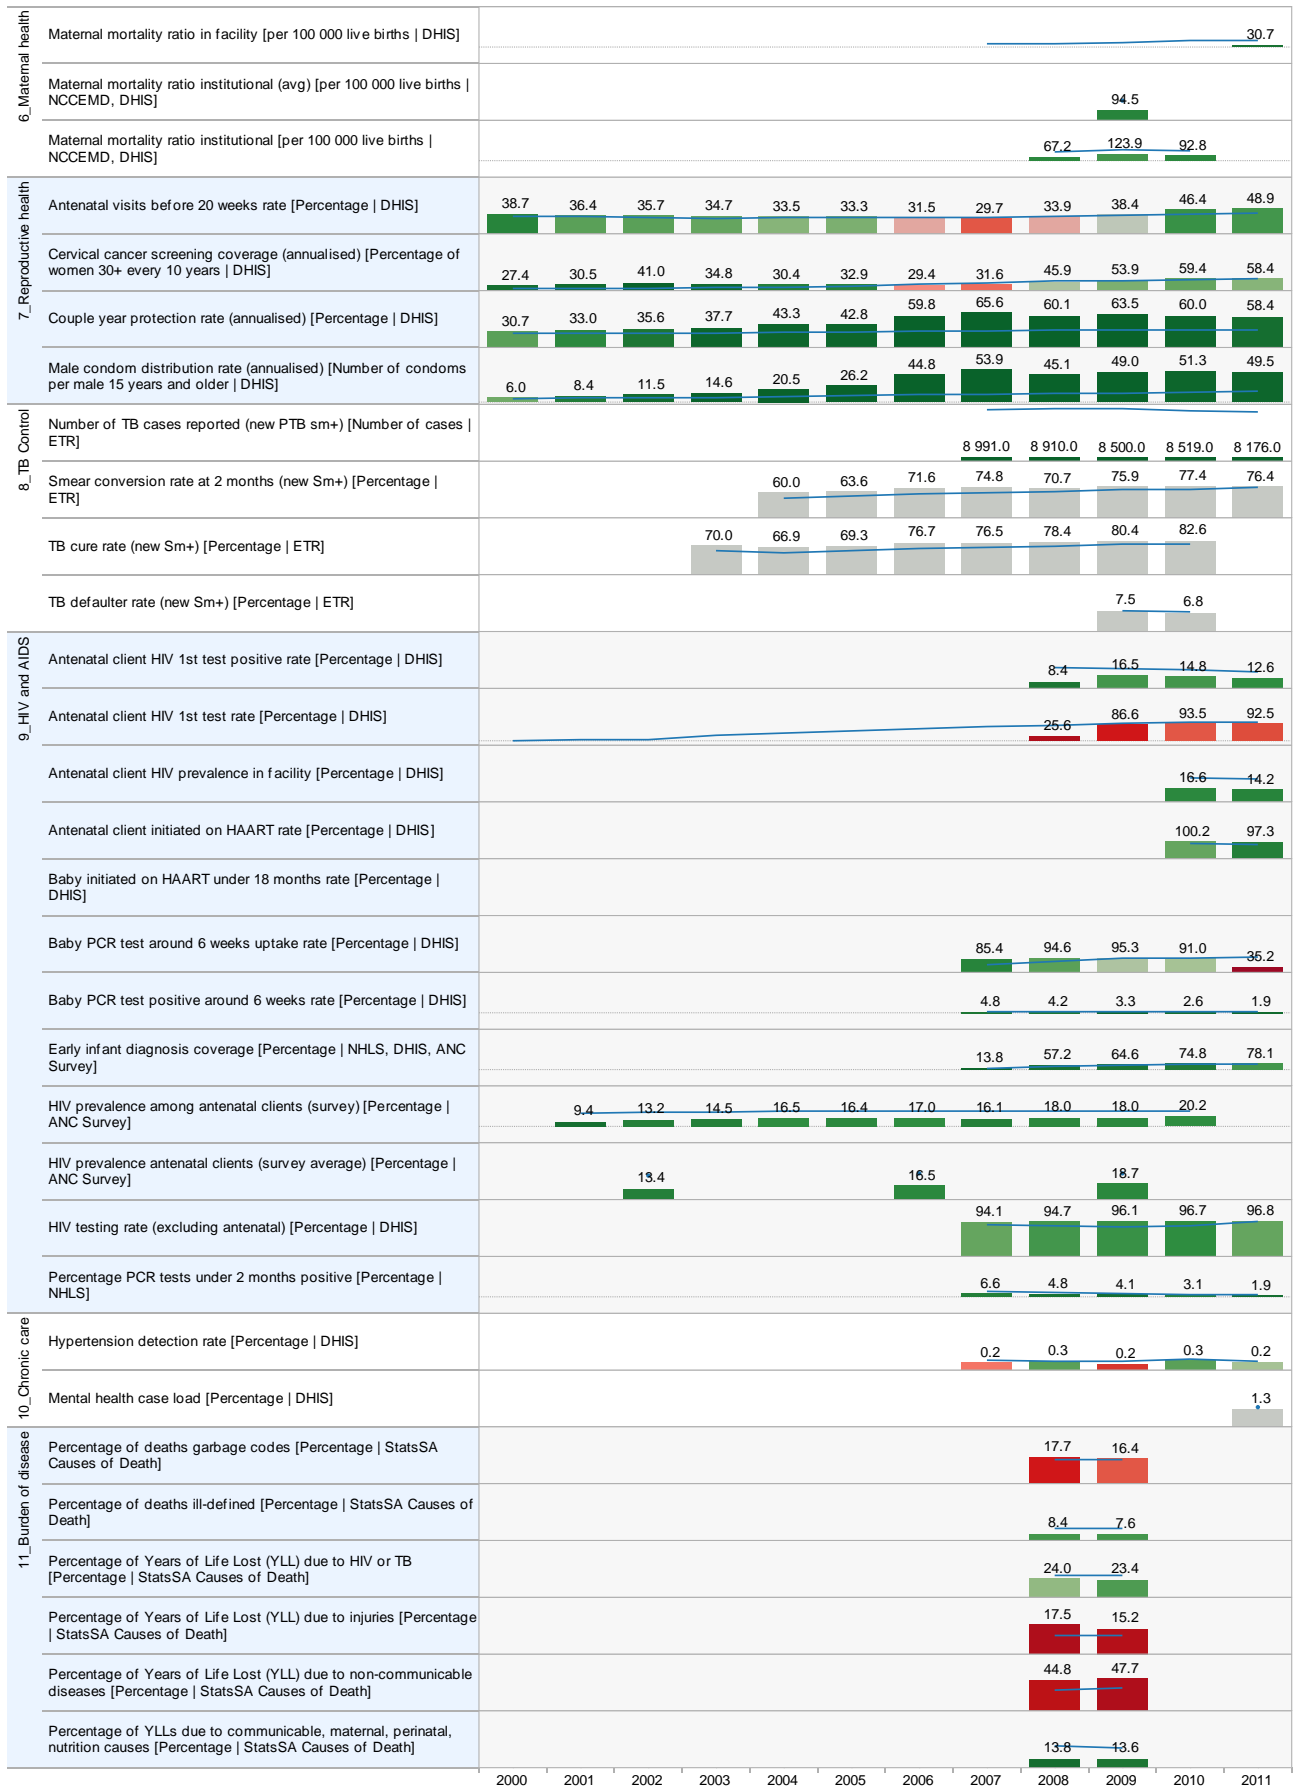 6_Maternal health
Maternal mortality ratio in facility [per 100 000 live births | DHIS]
30.7
Maternal mortality ratio institutional (avg) [per 100 000 live births |
NCCEMD, DHIS]
94.5
Maternal mortality ratio institutional [per 100 000 live births |
NCCEMD, DHIS]
67.2 123.9 92.8
7_Reproductive health
Antenatal visits before 20 weeks rate [Percentage | DHIS]
38.7 36.4 35.7 34.7 33.5 33.3 31.5 29.7 33.9 38.4 46.4 48.9
Cervical cancer screening coverage (annualised) [Percentage of
women 30+ every 10 years | DHIS]
27.4 30.5 41.0 34.8 30.4 32.9 29.4 31.6 45.9 53.9 59.4 58.4
Couple year protection rate (annualised) [Percentage | DHIS]
30.7 33.0 35.6 37.7 43.3 42.8 59.8 65.6 60.1 63.5 60.0 58.4
Male condom distribution rate (annualised) [Number of condoms
per male 15 years and older | DHIS]
6.0 8.4 11.5 14.6 20.5 26.2 44.8 53.9 45.1 49.0 51.3 49.5
8_TB Control
Number of TB cases reported (new PTB sm+) [Number of cases |
ETR]
8 991.0 8 910.0 8 500.0 8 519.0 8 176.0
Smear conversion rate at 2 months (new Sm+) [Percentage |
ETR]
60.0 63.6 71.6 74.8 70.7 75.9 77.4 76.4
TB cure rate (new Sm+) [Percentage | ETR]
70.0 66.9 69.3 76.7 76.5 78.4 80.4 82.6
TB defaulter rate (new Sm+) [Percentage | ETR]
7.5 6.8
9_HIV and AIDS
Antenatal client HIV 1st test positive rate [Percentage | DHIS]
8.4 16.5 14.8 12.6
Antenatal client HIV 1st test rate [Percentage | DHIS]
25.6 86.6 93.5 92.5
Antenatal client HIV prevalence in facility [Percentage | DHIS]
16.6 14.2
Antenatal client initiated on HAART rate [Percentage | DHIS]
100.2 97.3
Baby initiated on HAART under 18 months rate [Percentage |
DHIS]
Baby PCR test around 6 weeks uptake rate [Percentage | DHIS]
85.4 94.6 95.3 91.0 35.2
Baby PCR test positive around 6 weeks rate [Percentage | DHIS]
4.8 4.2 3.3 2.6 1.9
Early infant diagnosis coverage [Percentage | NHLS, DHIS, ANC
Survey]
13.8 57.2 64.6 74.8 78.1
HIV prevalence among antenatal clients (survey) [Percentage |
ANC Survey]
9.4 13.2 14.5 16.5 16.4 17.0 16.1 18.0 18.0 20.2
HIV prevalence antenatal clients (survey average) [Percentage |
ANC Survey]
13.4 16.5 18.7
HIV testing rate (excluding antenatal) [Percentage | DHIS]
94.1 94.7 96.1 96.7 96.8
Percentage PCR tests under 2 months positive [Percentage |
NHLS]
6.6 4.8 4.1 3.1 1.9
10_Chronic care
Hypertension detection rate [Percentage | DHIS]
0.2 0.3 0.2 0.3 0.2
Mental health case load [Percentage | DHIS]
1.3
11_Burden of disease
Percentage of deaths garbage codes [Percentage | StatsSA
Causes of Death]
17.7 16.4
Percentage of deaths ill-defined [Percentage | StatsSA Causes of
Death]
8.4 7.6
Percentage of Years of Life Lost (YLL) due to HIV or TB
[Percentage | StatsSA Causes of Death]
24.0 23.4
Percentage of Years of Life Lost (YLL) due to injuries [Percentage
| StatsSA Causes of Death]
17.5 15.2
Percentage of Years of Life Lost (YLL) due to non-communicable
diseases [Percentage | StatsSA Causes of Death]
44.8 47.7
Percentage of YLLs due to communicable, maternal, perinatal,
nutrition causes [Percentage | StatsSA Causes of Death]
13.8 13.6
2000 2001 2002 2003 2004 2005 2006 2007 2008 2009 2010 2011